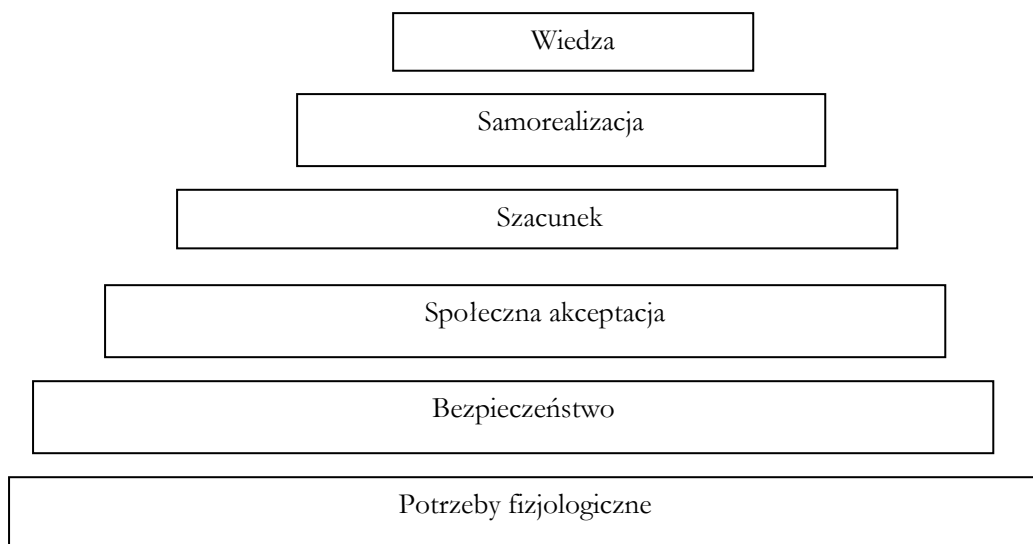 Wiedza
Samorealizacja
Szacunek
Społeczna akceptacja
Bezpieczeństwo
Potrzeby fizjologiczne